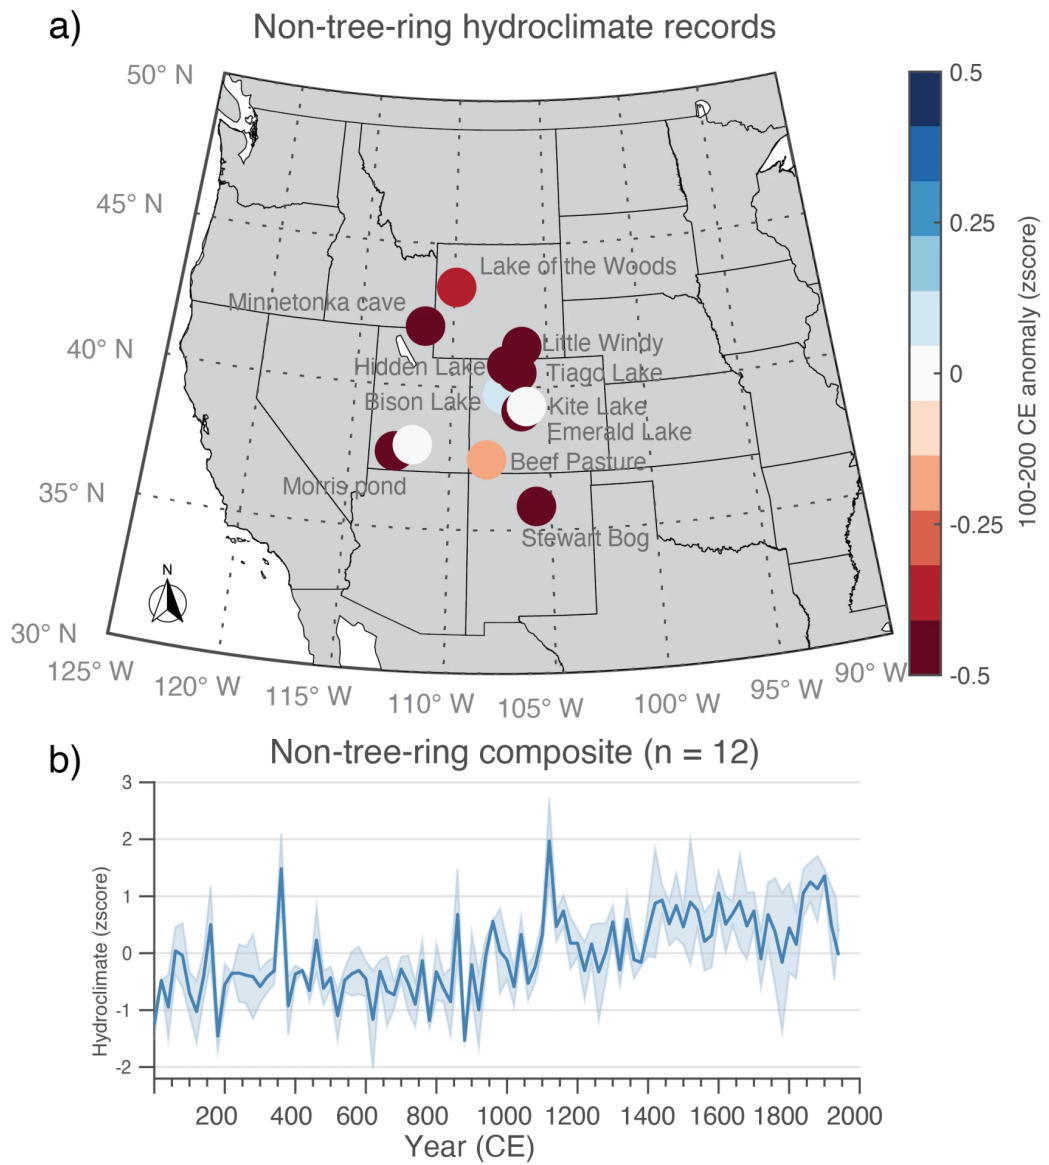 a)
Non-tree-ring hydroclimate records
50° N
45° N
40° N
35° N
30° N
125° W
120° W
115° W
110° W
105° W
100° W
95° W
90° W
Lake of the Woods
Minnetonka cave
Little Windy
Hidden Lake
Tiago Lake
Bison Lake
Kite Lake
Emerald Lake
Beef Pasture
Morris pond
Stewart Bog
N
0.5
0.25
0
-0.25
-0.5
100-200 CE anomaly (zscore)
b)
Non-tree-ring composite (n = 12)
3
2
1
0
-1
-2
Hydroclimate (zscore)
200
400
600
800
1000
1200
1400
1600
1800
2000
Year (CE)